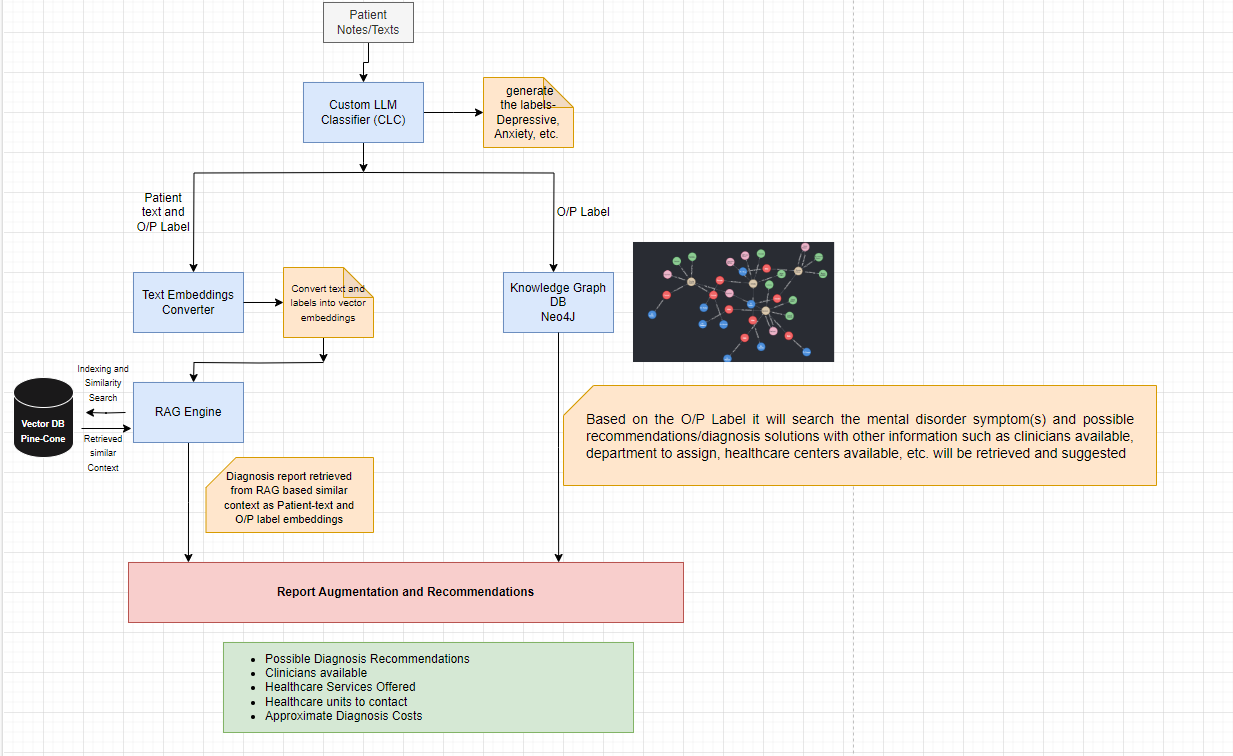 Patient
Notes/Texts
Custom LLM
Classifier (CLC)
generate
the labels-
Depressive,
Anxiety, etc.
Patient
text and
O/P Label
O/P Label
Text Embeddings
Converter
Convert text and
labels into vector
embeddings
Knowledge Graph
DB
Neo4J
Indexing and
Similarity
Search
Vector DB
Pine-Cone
Retrieved
similar
Context
RAG Engine
Based on the O/P Label it will search the mental disorder symptom(s) and possible
recommendations/diagnosis solutions with other information such as clinicians available,
department to assign, healthcare centers available, etc. will be retrieved and suggested
Diagnosis report retrieved
from RAG based similar
context as Patient-text and
O/P label embeddings
Report Augmentation and Recommendations
• Possible Diagnosis Recommendations
• Clinicians available
• Healthcare Services Offered
• Healthcare units to contact
• Approximate Diagnosis Costs